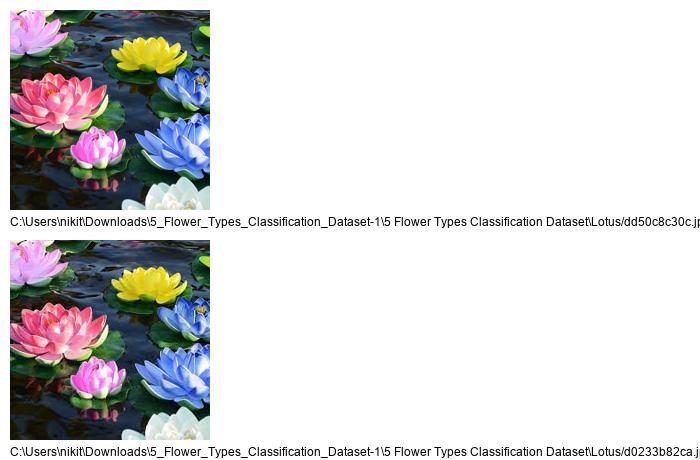 C:\Users\nikit\Downloads\5_Flower_Types_Classification_Dataset-1\5 Flower Types Classification Dataset\Lotus/dd50c8c30c.jp
C:\Users\nikit\Downloads\5_Flower_Types_Classification_Dataset-1\5 Flower Types Classification Dataset\Lotus/d0233b82ca.j